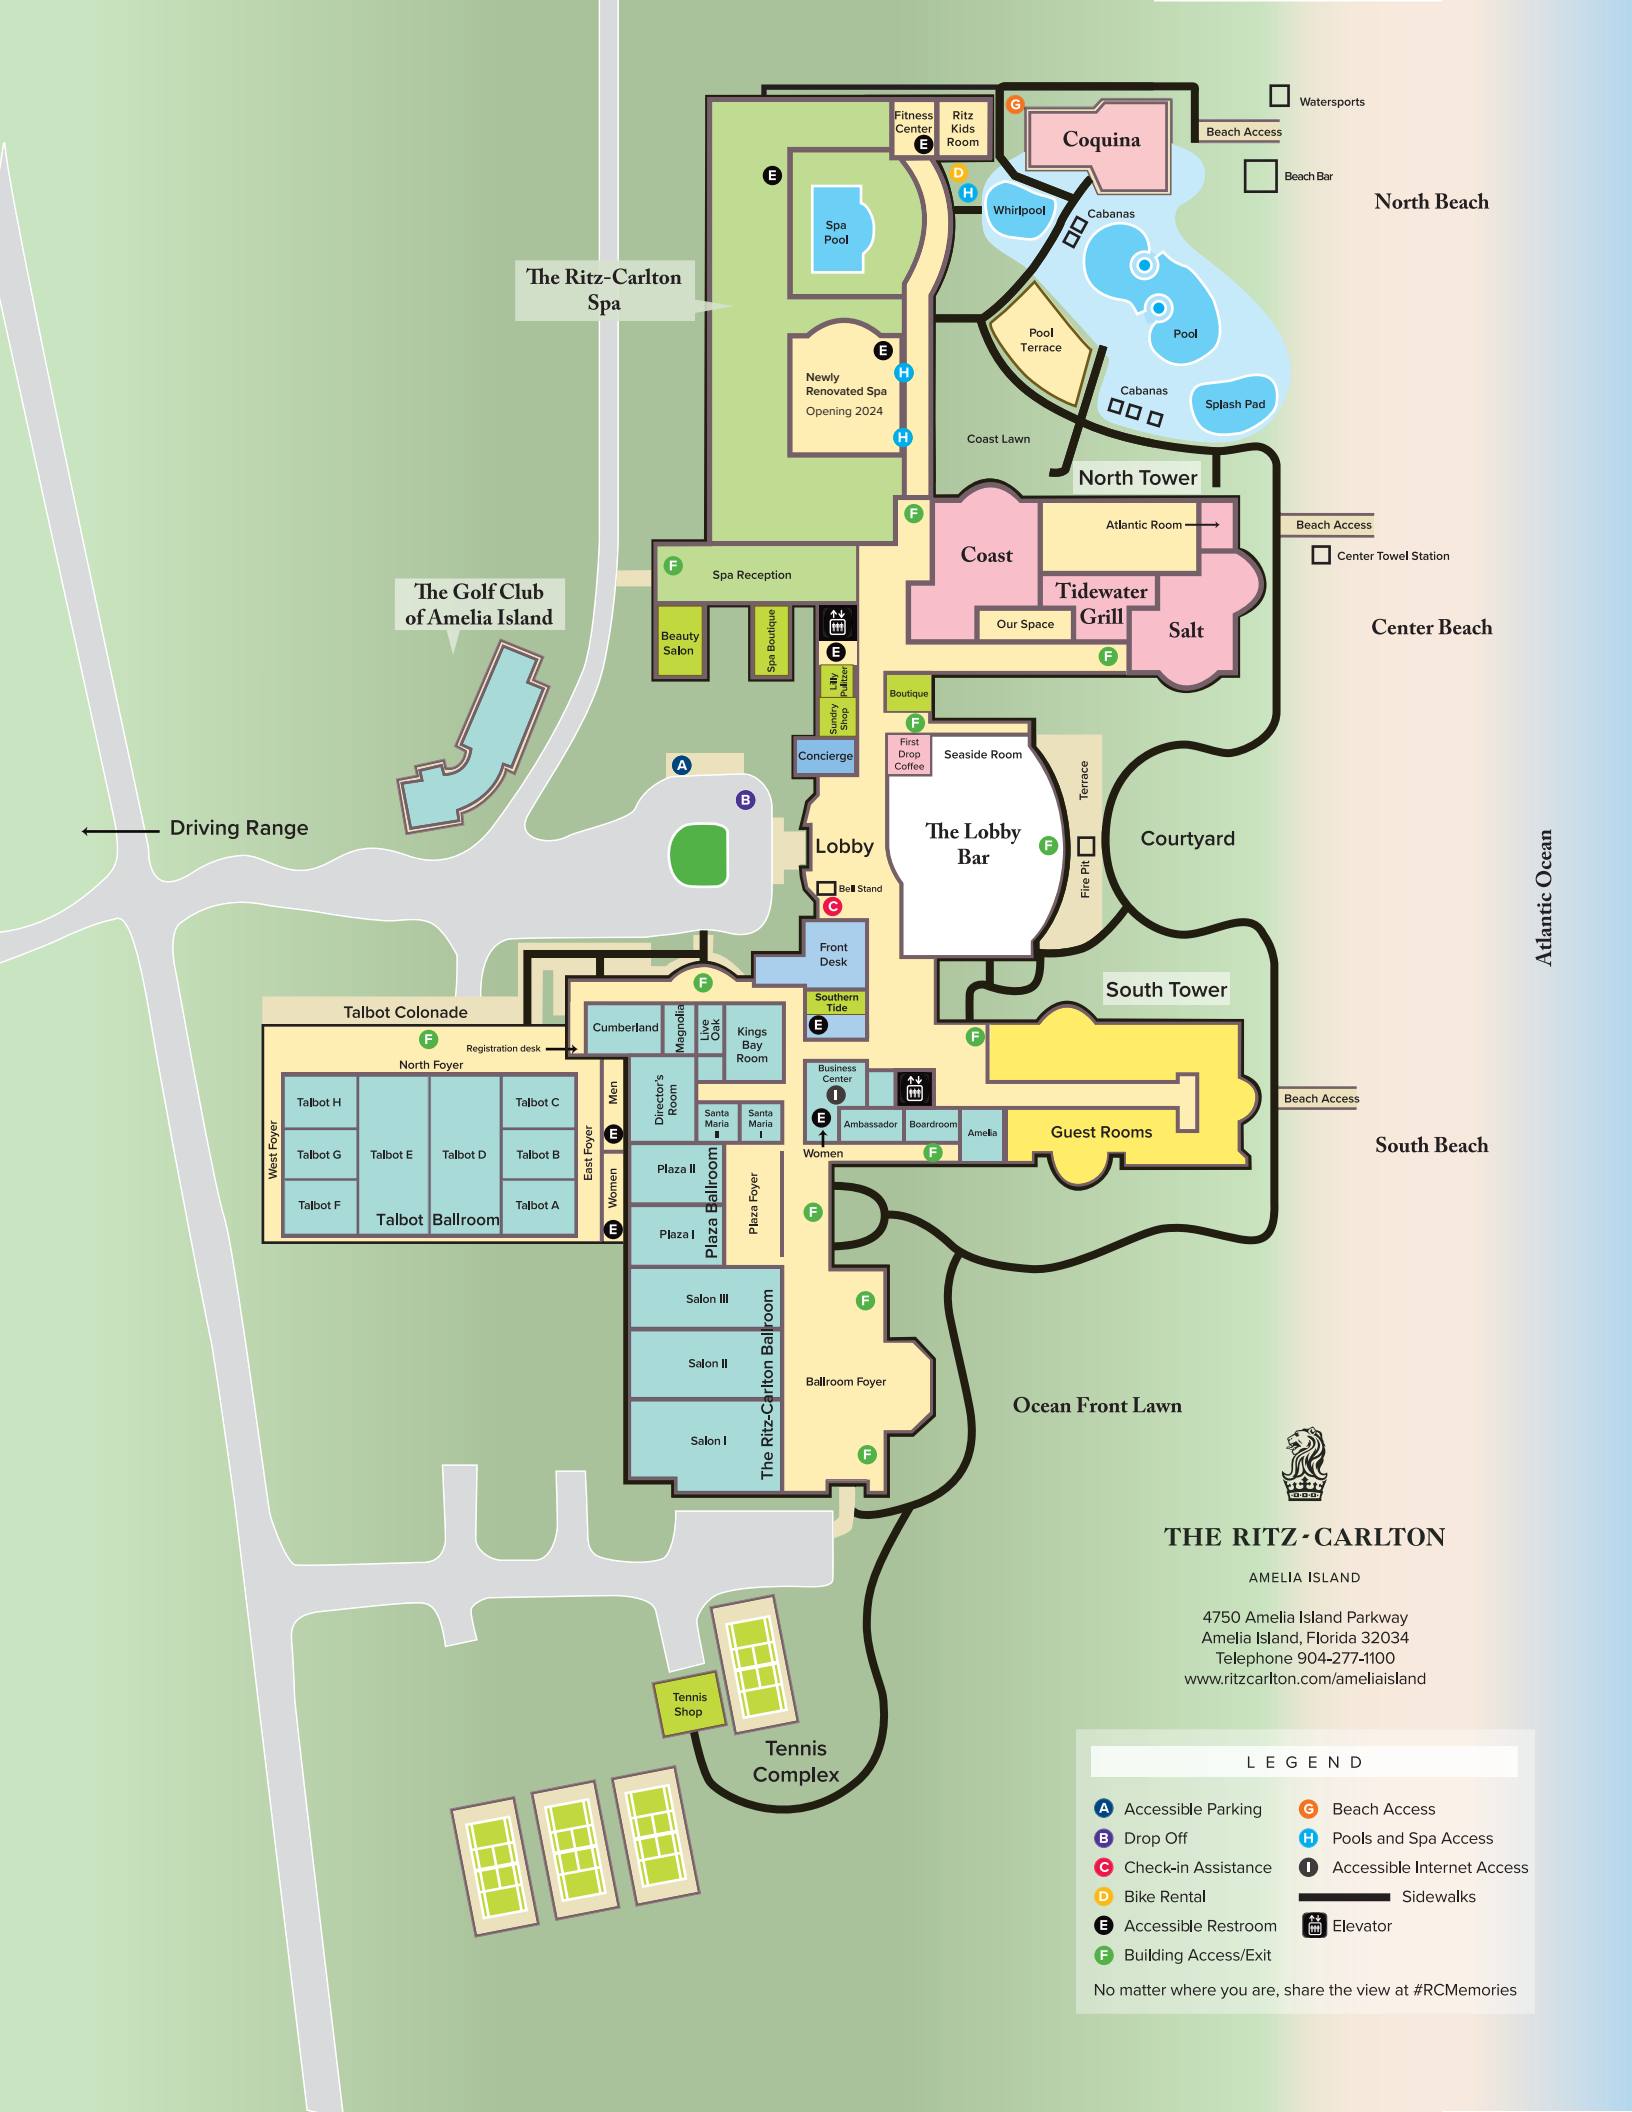 Watersports
G
Fitness
Center
E
Ritz
Kids
Room
Coquina
Beach Access
E
D
H
Beach Bar
North Beach
Whirlpool
Cabanas
Spa
Pool
The Ritz-Carlton
Spa
Pool
Terrace
Pool
E
H
Newly
Renovated Spa
Opening 2024
Cabanas
Splash Pad
H
Coast Lawn
North Tower
F
Atlantic Room
Beach Access
Coast
Center Towel Station
F
Spa Reception
The Golf Club
of Amelia Island
Tidewater
Grill
Our Space
Salt
Center Beach
Beauty
Salon
Spa Boutique
E
F
Lilly
Pulitzer
Boutique
Sundry
Shop
F
First
Drop
Coffee
Seaside Room
Concierge
A
B
Terrace
Driving Range
The Lobby
Bar
F
Lobby
Courtyard
Bell Stand
Fire Pit
C
Atlantic Ocean
Front
Desk
F
South Tower
Southern
Tide
Talbot Colonade
E
F
Cumberland
Magnolia
Live
Oak
Kings
Bay
Room
F
Registration desk
North Foyer
Business
Center
I
Talbot H
Talbot C
Men
Director's
Room
Santa
Maria
II
Santa
Maria
I
E
Ambassador
Boardroom
Amelia
Guest Rooms
Beach Access
E
West Foyer
Talbot G
Talbot E
Talbot D
Talbot B
East Foyer
Women
F
South Beach
Plaza II
Plaza Ballroom
Plaza Foyer
Women
Talbot F
Talbot A
Talbot Ballroom
E
Plaza I
F
Salon III
F
The Ritz-Carlton Ballroom
Salon II
Ballroom Foyer
Ocean Front Lawn
Salon I
F
THE RITZ-CARLTON
AMELIA ISLAND
4750 Amelia Island Parkway
Amelia Island, Florida 32034
Telephone 904-277-1100
www.ritzcarlton.com/ameliaisland
Tennis
Shop
Tennis
Complex
LEGEND
A Accessible Parking
B Drop Off
C Check-in Assistance
D Bike Rental
E Accessible Restroom
F Building Access/Exit
G Beach Access
H Pools and Spa Access
I Accessible Internet Access
Sidewalks
Elevator
No matter where you are, share the view at #RCMemories